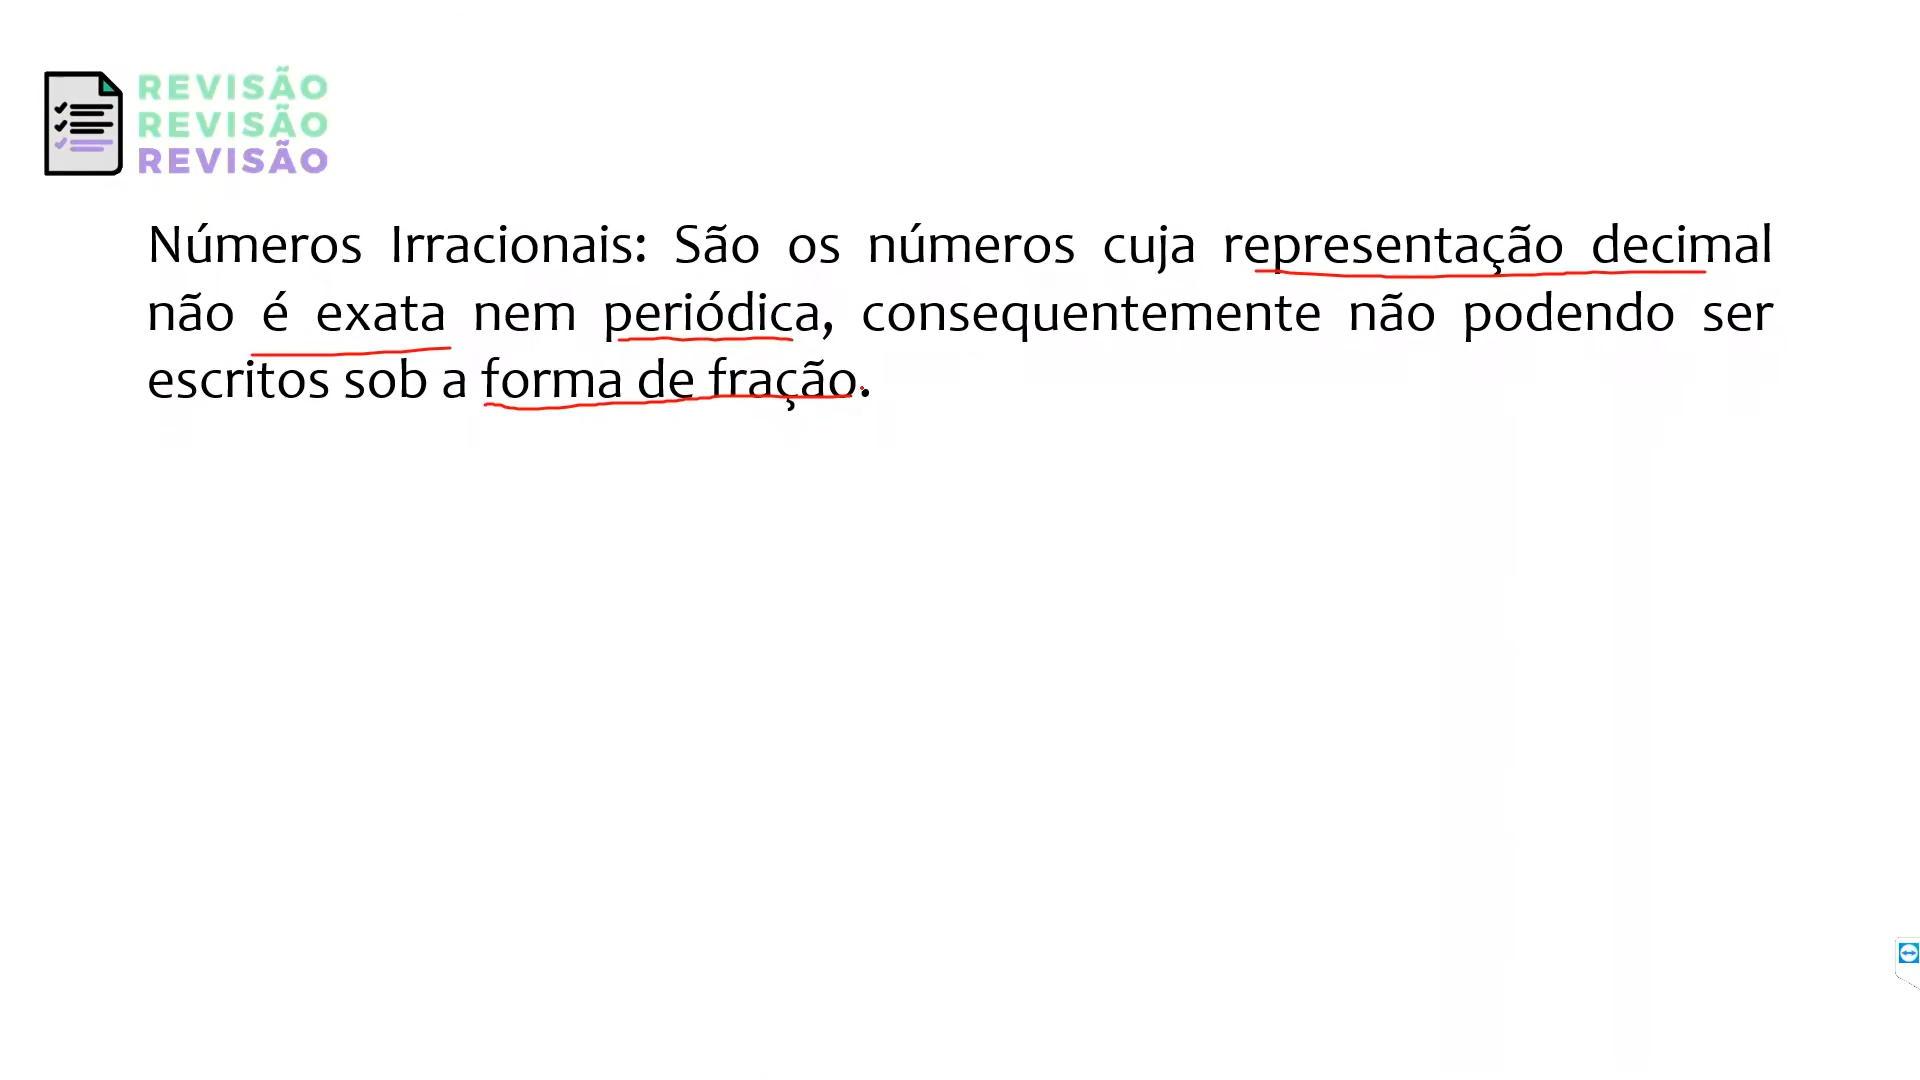 REVISÃO
REVISÃO
REVISÃO
Números Irracionais: São os números cuja representação decimal
não é exata nem periódica, consequentemente não podendo ser
escritos sob a forma de fração.